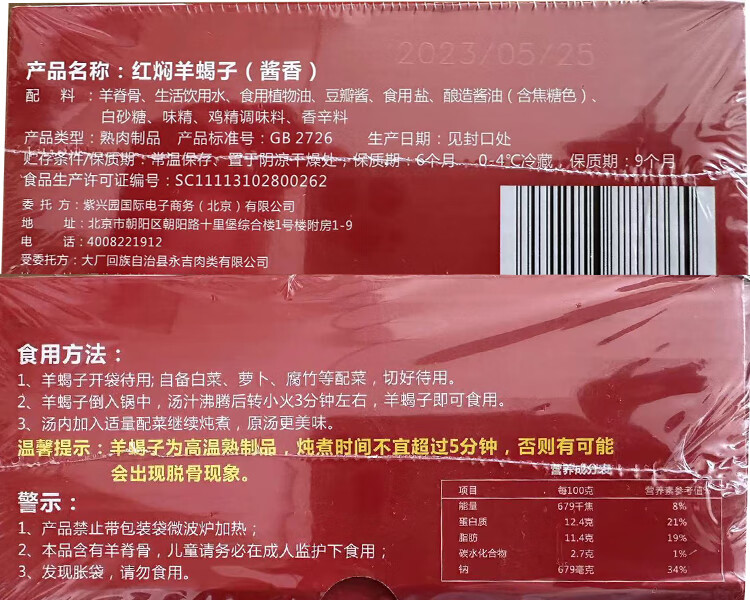 2023/05/25
产品名称：红焖羊蝎子（酱香）
配 料：羊脊骨、生活饮用水、食用植物油、豆瓣酱、食用盐、酿造酱油（含焦糖色）、
白砂糖、味精、鸡精调味料、香辛料
产品类型：熟肉制品 产品标准号：GB 2726 生产日期：见封口处
贮存条件/保质期：常温保存、置于阴凉干燥处，保质期：6个月 0-4℃冷藏，保质期：9个月
食品生产许可证编号：SC11113102800262
委 托 方：紫兴园国际电子商务（北京）有限公司
地 址：北京市朝阳区朝阳路十里堡综合楼1号楼附房1-9
电 话：4008221912
受委托方：大厂回族自治县永吉肉类有限公司
食用方法：
1、羊蝎子开袋待用；自备白菜、萝卜、腐竹等配菜，切好待用。
2、羊蝎子倒入锅中，汤汁沸腾后转小火3分钟左右，羊蝎子即可食用。
3、汤内加入适量配菜继续炖煮，原汤更美味。
温馨提示：羊蝎子为高温熟制品，炖煮时间不宜超过5分钟，否则有可能
会出现脱骨现象。
警示：
1、产品禁止带包装袋微波炉加热；
2、本品含有羊脊骨，儿童请务必在成人监护下食用；
3、发现胀袋，请勿食用。
营养成分表
项目 每100克 营养素参考值%
能量 679千焦 8%
蛋白质 12.4克 21%
脂肪 11.4克 19%
碳水化合物 2.7克 1%
钠 679毫克 34%